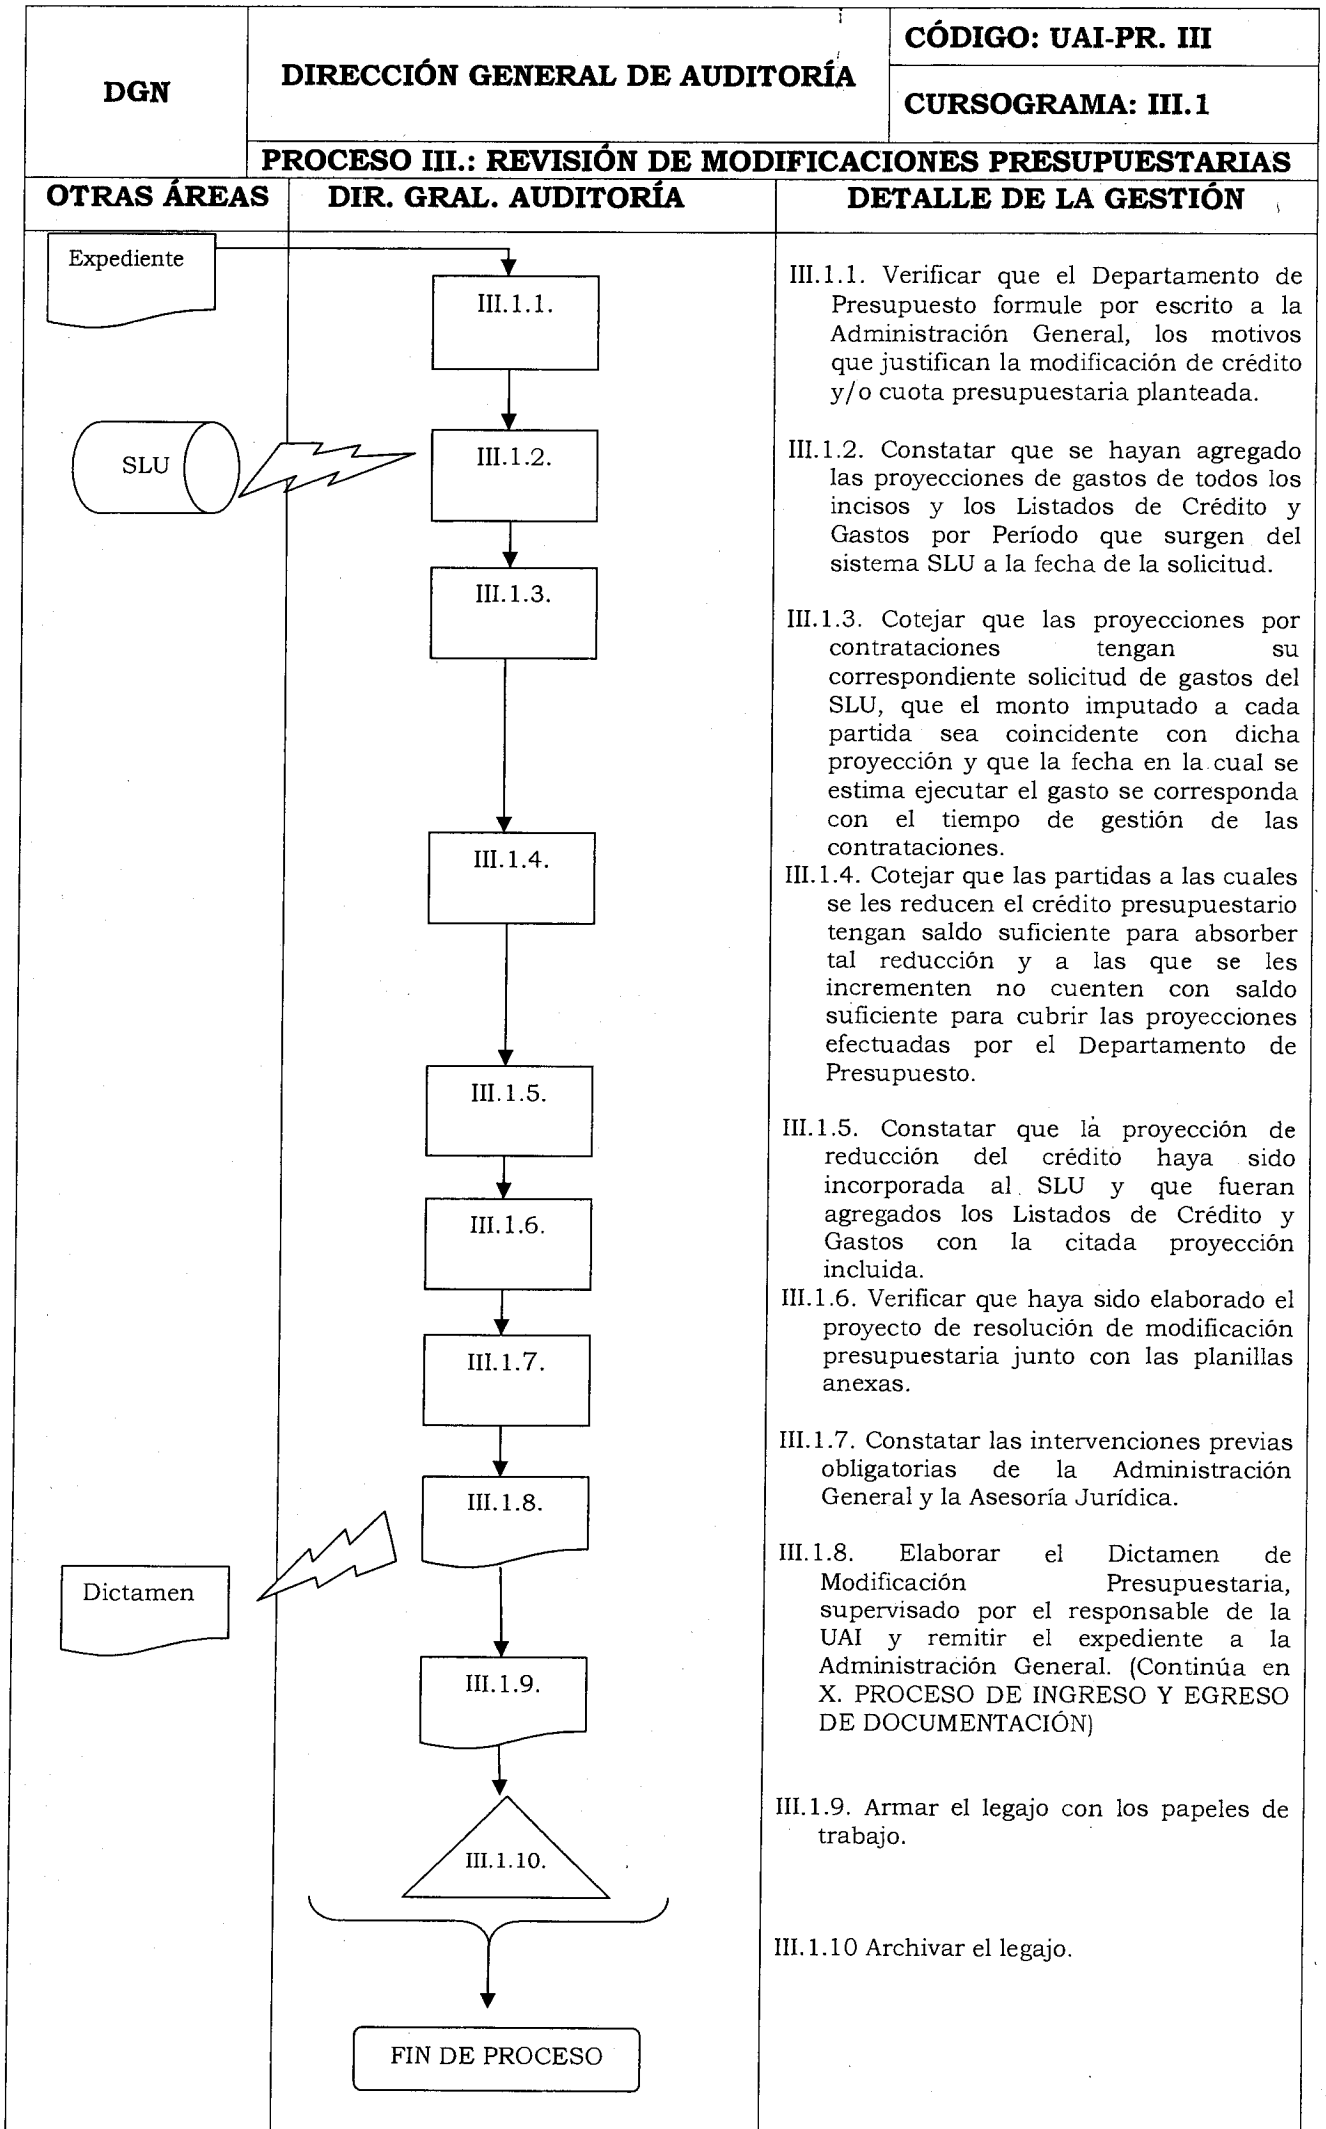 DGN
DIRECCIÓN GENERAL DE AUDITORÍA
CÓDIGO: UAI-PR. III
CURSOGRAMA: III.1
PROCESO III.: REVISIÓN DE MODIFICACIONES PRESUPUESTARIAS
OTRAS ÁREAS
DIR. GRAL. AUDITORÍA
DETALLE DE LA GESTIÓN
Expediente
SLU
Dictamen
III.1.1.
III.1.2.
III.1.3.
III.1.4.
III.1.5.
III.1.6.
III.1.7.
III.1.8.
III.1.9.
III.1.10.
FIN DE PROCESO
III.1.1. Verificar que el Departamento de
Presupuesto formule por escrito a la
Administración General, los motivos
que justifican la modificación de crédito
y/o cuota presupuestaria planteada.
III.1.2. Constatar que se hayan agregado
las proyecciones de gastos de todos los
incisos y los Listados de Crédito y
Gastos por Período que surgen del
sistema SLU a la fecha de la solicitud.
III.1.3. Cotejar que las proyecciones por
contrataciones tengan su
correspondiente solicitud de gastos del
SLU, que el monto imputado a cada
partida sea coincidente con dicha
proyección y que la fecha en la cual se
estima ejecutar el gasto se corresponda
con el tiempo de gestión de las
contrataciones.
III.1.4. Cotejar que las partidas a las cuales
se les reducen el crédito presupuestario
tengan saldo suficiente para absorber
tal reducción y a las que se les
incrementen no cuenten con saldo
suficiente para cubrir las proyecciones
efectuadas por el Departamento de
Presupuesto.
III.1.5. Constatar que la proyección de
reducción del crédito haya sido
incorporada al SLU y que fueran
agregados los Listados de Crédito y
Gastos con la citada proyección
incluida.
III.1.6. Verificar que haya sido elaborado el
proyecto de resolución de modificación
presupuestaria junto con las planillas
anexas.
III.1.7. Constatar las intervenciones previas
obligatorias de la Administración
General y la Asesoría Jurídica.
III.1.8. Elaborar el Dictamen de
Modificación Presupuestaria,
supervisado por el responsable de la
UAI y remitir el expediente a la
Administración General. (Continúa en
X. PROCESO DE INGRESO Y EGRESO
DE DOCUMENTACIÓN)
III.1.9. Armar el legajo con los papeles de
trabajo.
III.1.10 Archivar el legajo.